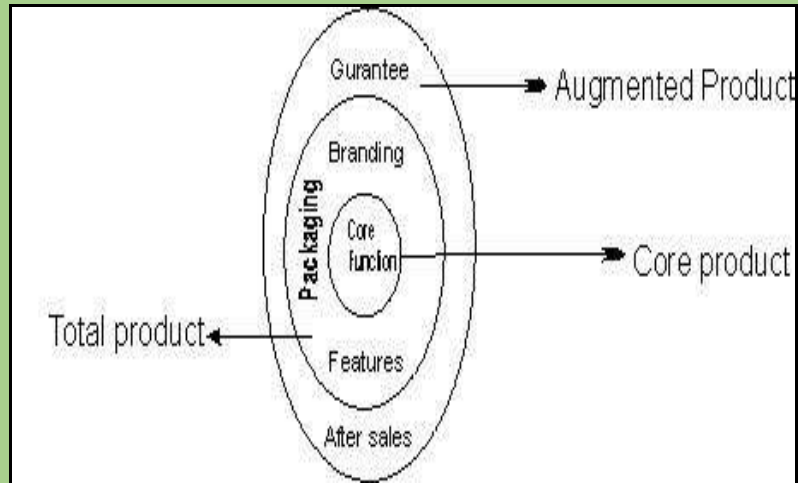 Gurantee
Augmented Product
Branding
Packaging
Core
Function
Core product
Total product
Features
After sales